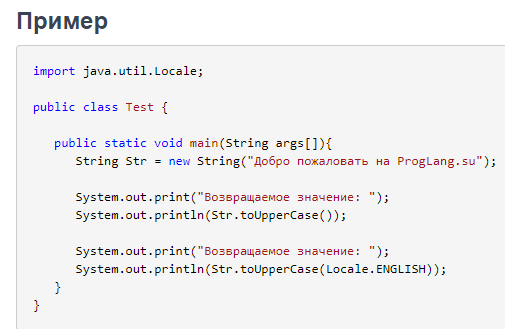 Пример
import java.util.Locale;
public class Test {
public static void main(String args[]){
String Str = new String("Добро пожаловать на ProgLang.su");
System.out.print("Возвращаемое значение: ");
System.out.println(Str.toUpperCase());
System.out.print("Возвращаемое значение: ");
System.out.println(Str.toUpperCase(Locale.ENGLISH));
}
}